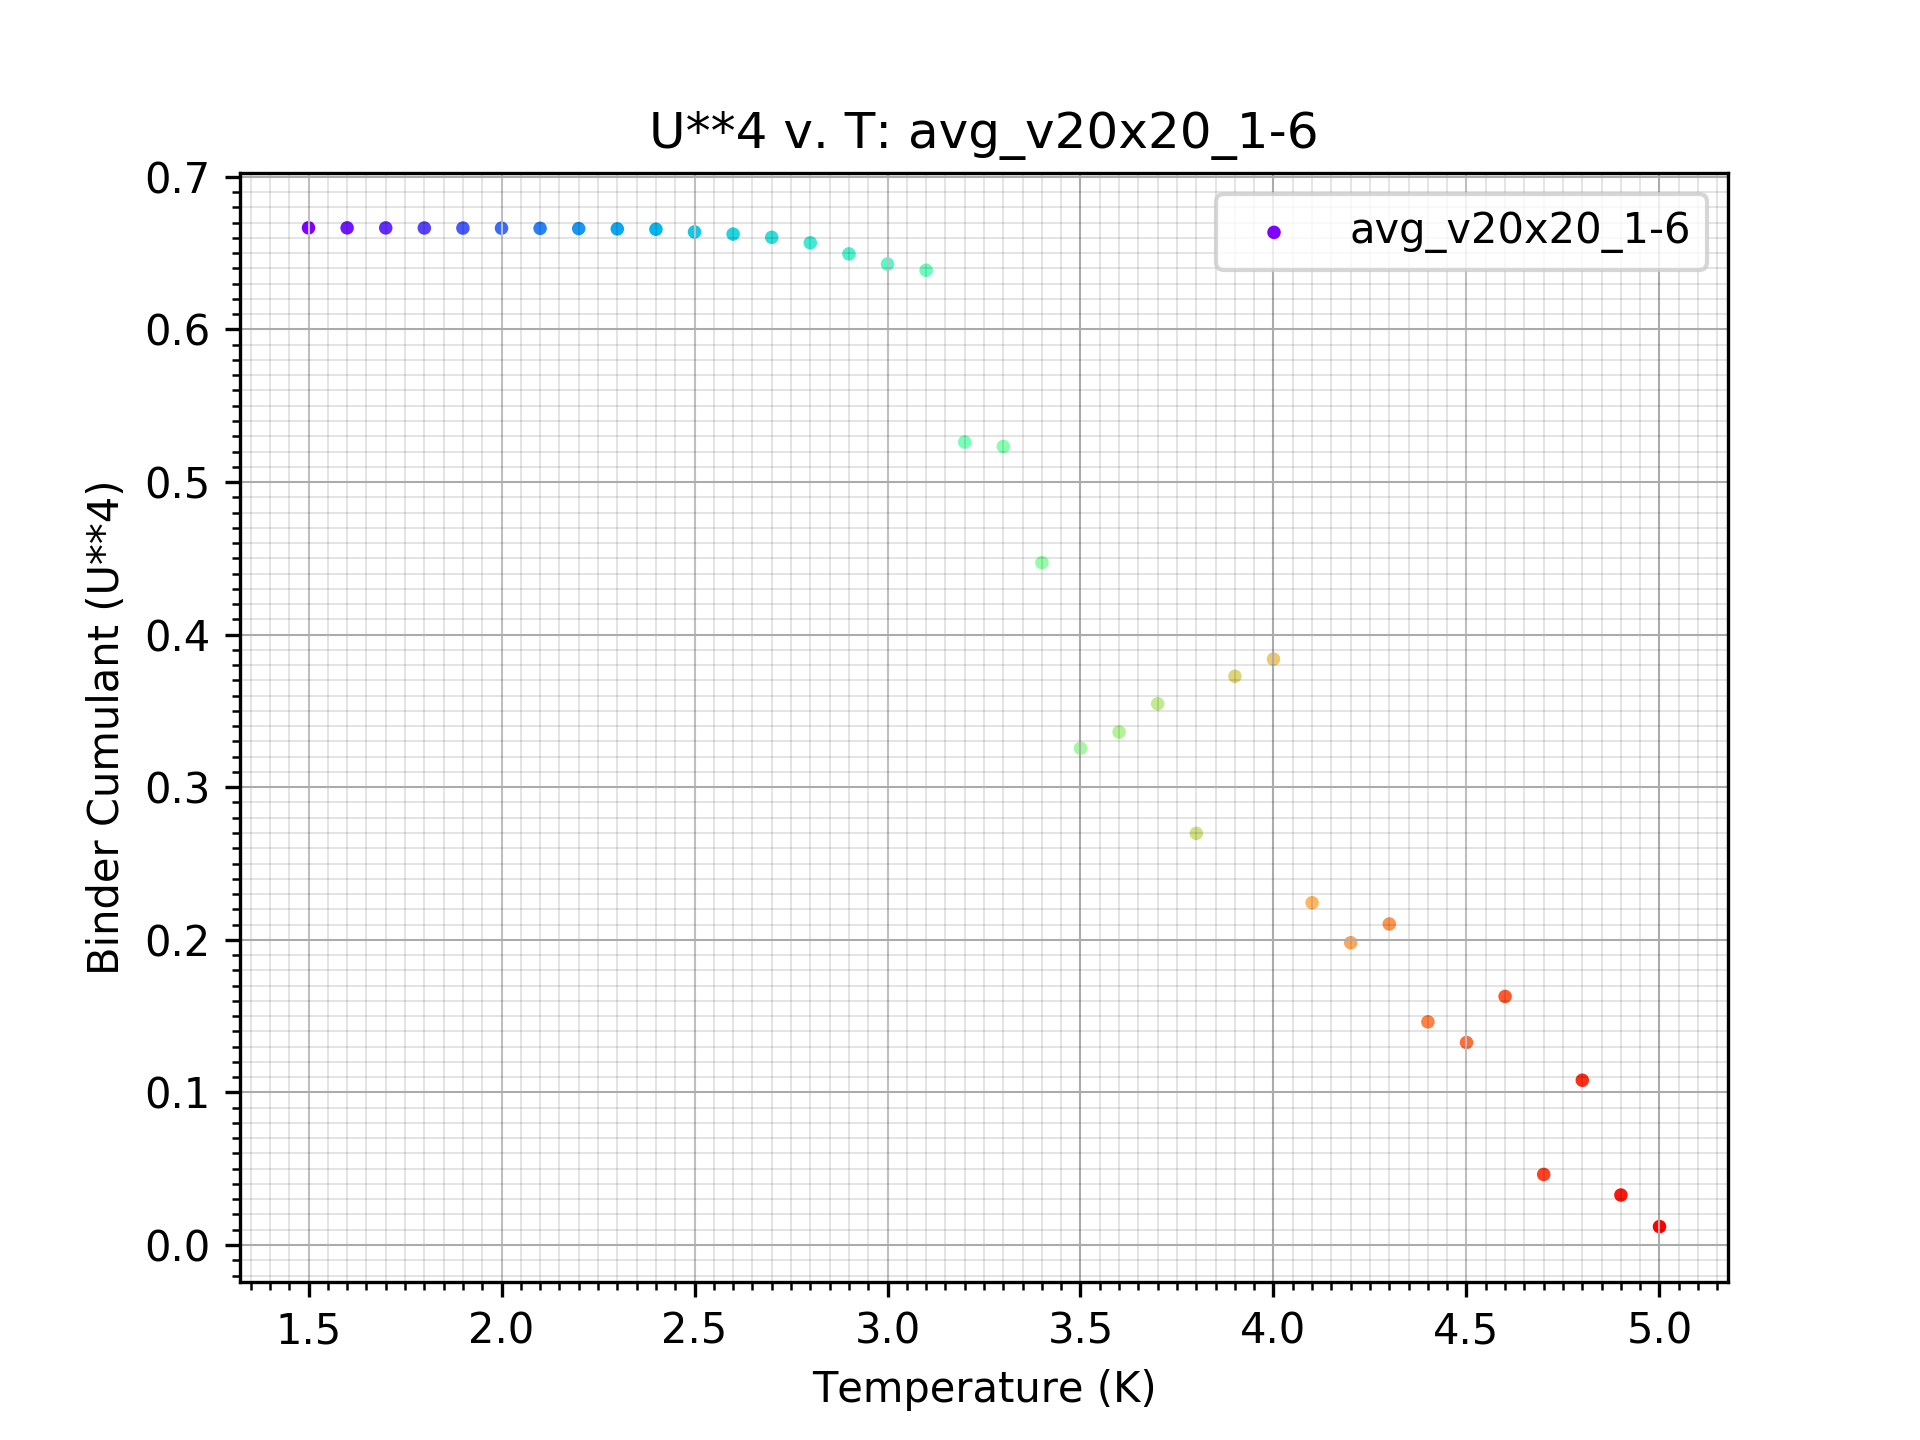 U**4 v. T: avg_v20x20_1-6
avg_v20x20_1-6
Binder Cumulant (U**4)
0.7
0.6
0.5
0.4
0.3
0.2
0.1
0.0
1.5 2.0 2.5 3.0 3.5 4.0 4.5 5.0
Temperature (K)